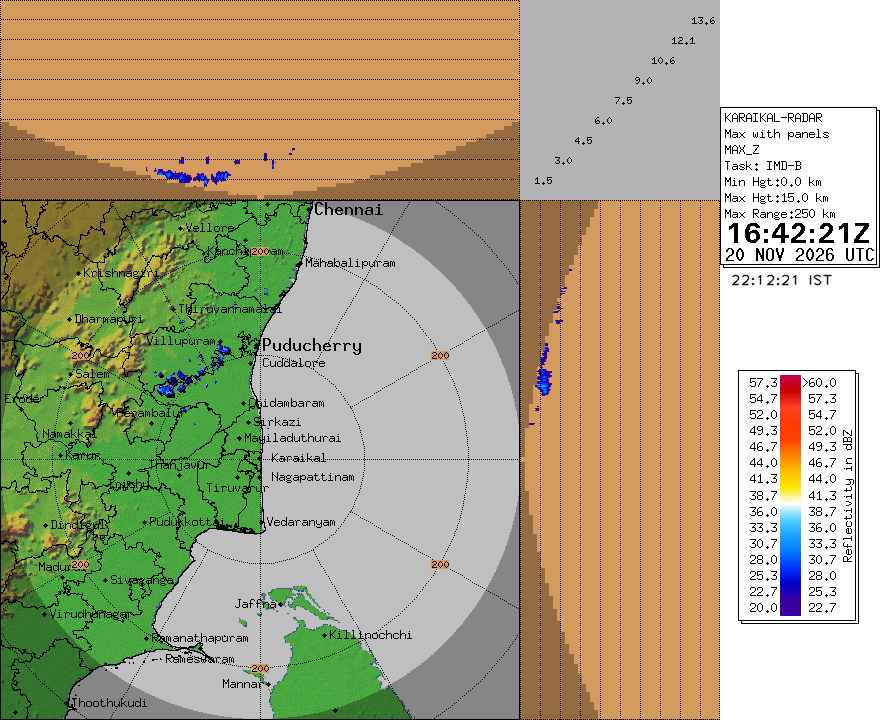 13.6
12.1
10.6
9.0
7.5
6.0
4.5
3.0
1.5
KARAIKAL-RADAR
Max with panels
MAX_Z
Task: IMD-B
Min Hgt:0.0 km
Max Hgt:15.0 km
Max Range:250 km
16:42:21Z
20 NOV 2026 UTC
22:12:21 IST
Chennai
Vellore
200
Mahabalipuram
Krishnagiri
Thiruvannamalai
Dharmapuri
Villupuram
Puducherry
200
200
Cuddalore
Salem
Erode
Chidambaram
Perambalur
Sirkazi
Namakkal
Mayiladuthurai
Karur
Karaikal
Thanjavur
Nagapattinam
Tiruvarur
Dindigul
Pudukkottai
Vedaranyam
200
200
Sivaganga
Jaffna
Virudhunagar
Killinochchi
Ramanathapuram
Rameswaram
200
Mannar
Thoothukudi
57.3 >60.0
54.7 57.3
52.0 54.7
49.3 52.0
46.7 49.3
44.0 46.7
41.3 44.0
38.7 41.3
36.0 38.7
33.3 36.0
30.7 33.3
28.0 30.7
25.3 28.0
22.7 25.3
20.0 22.7
Reflectivity in dBZ